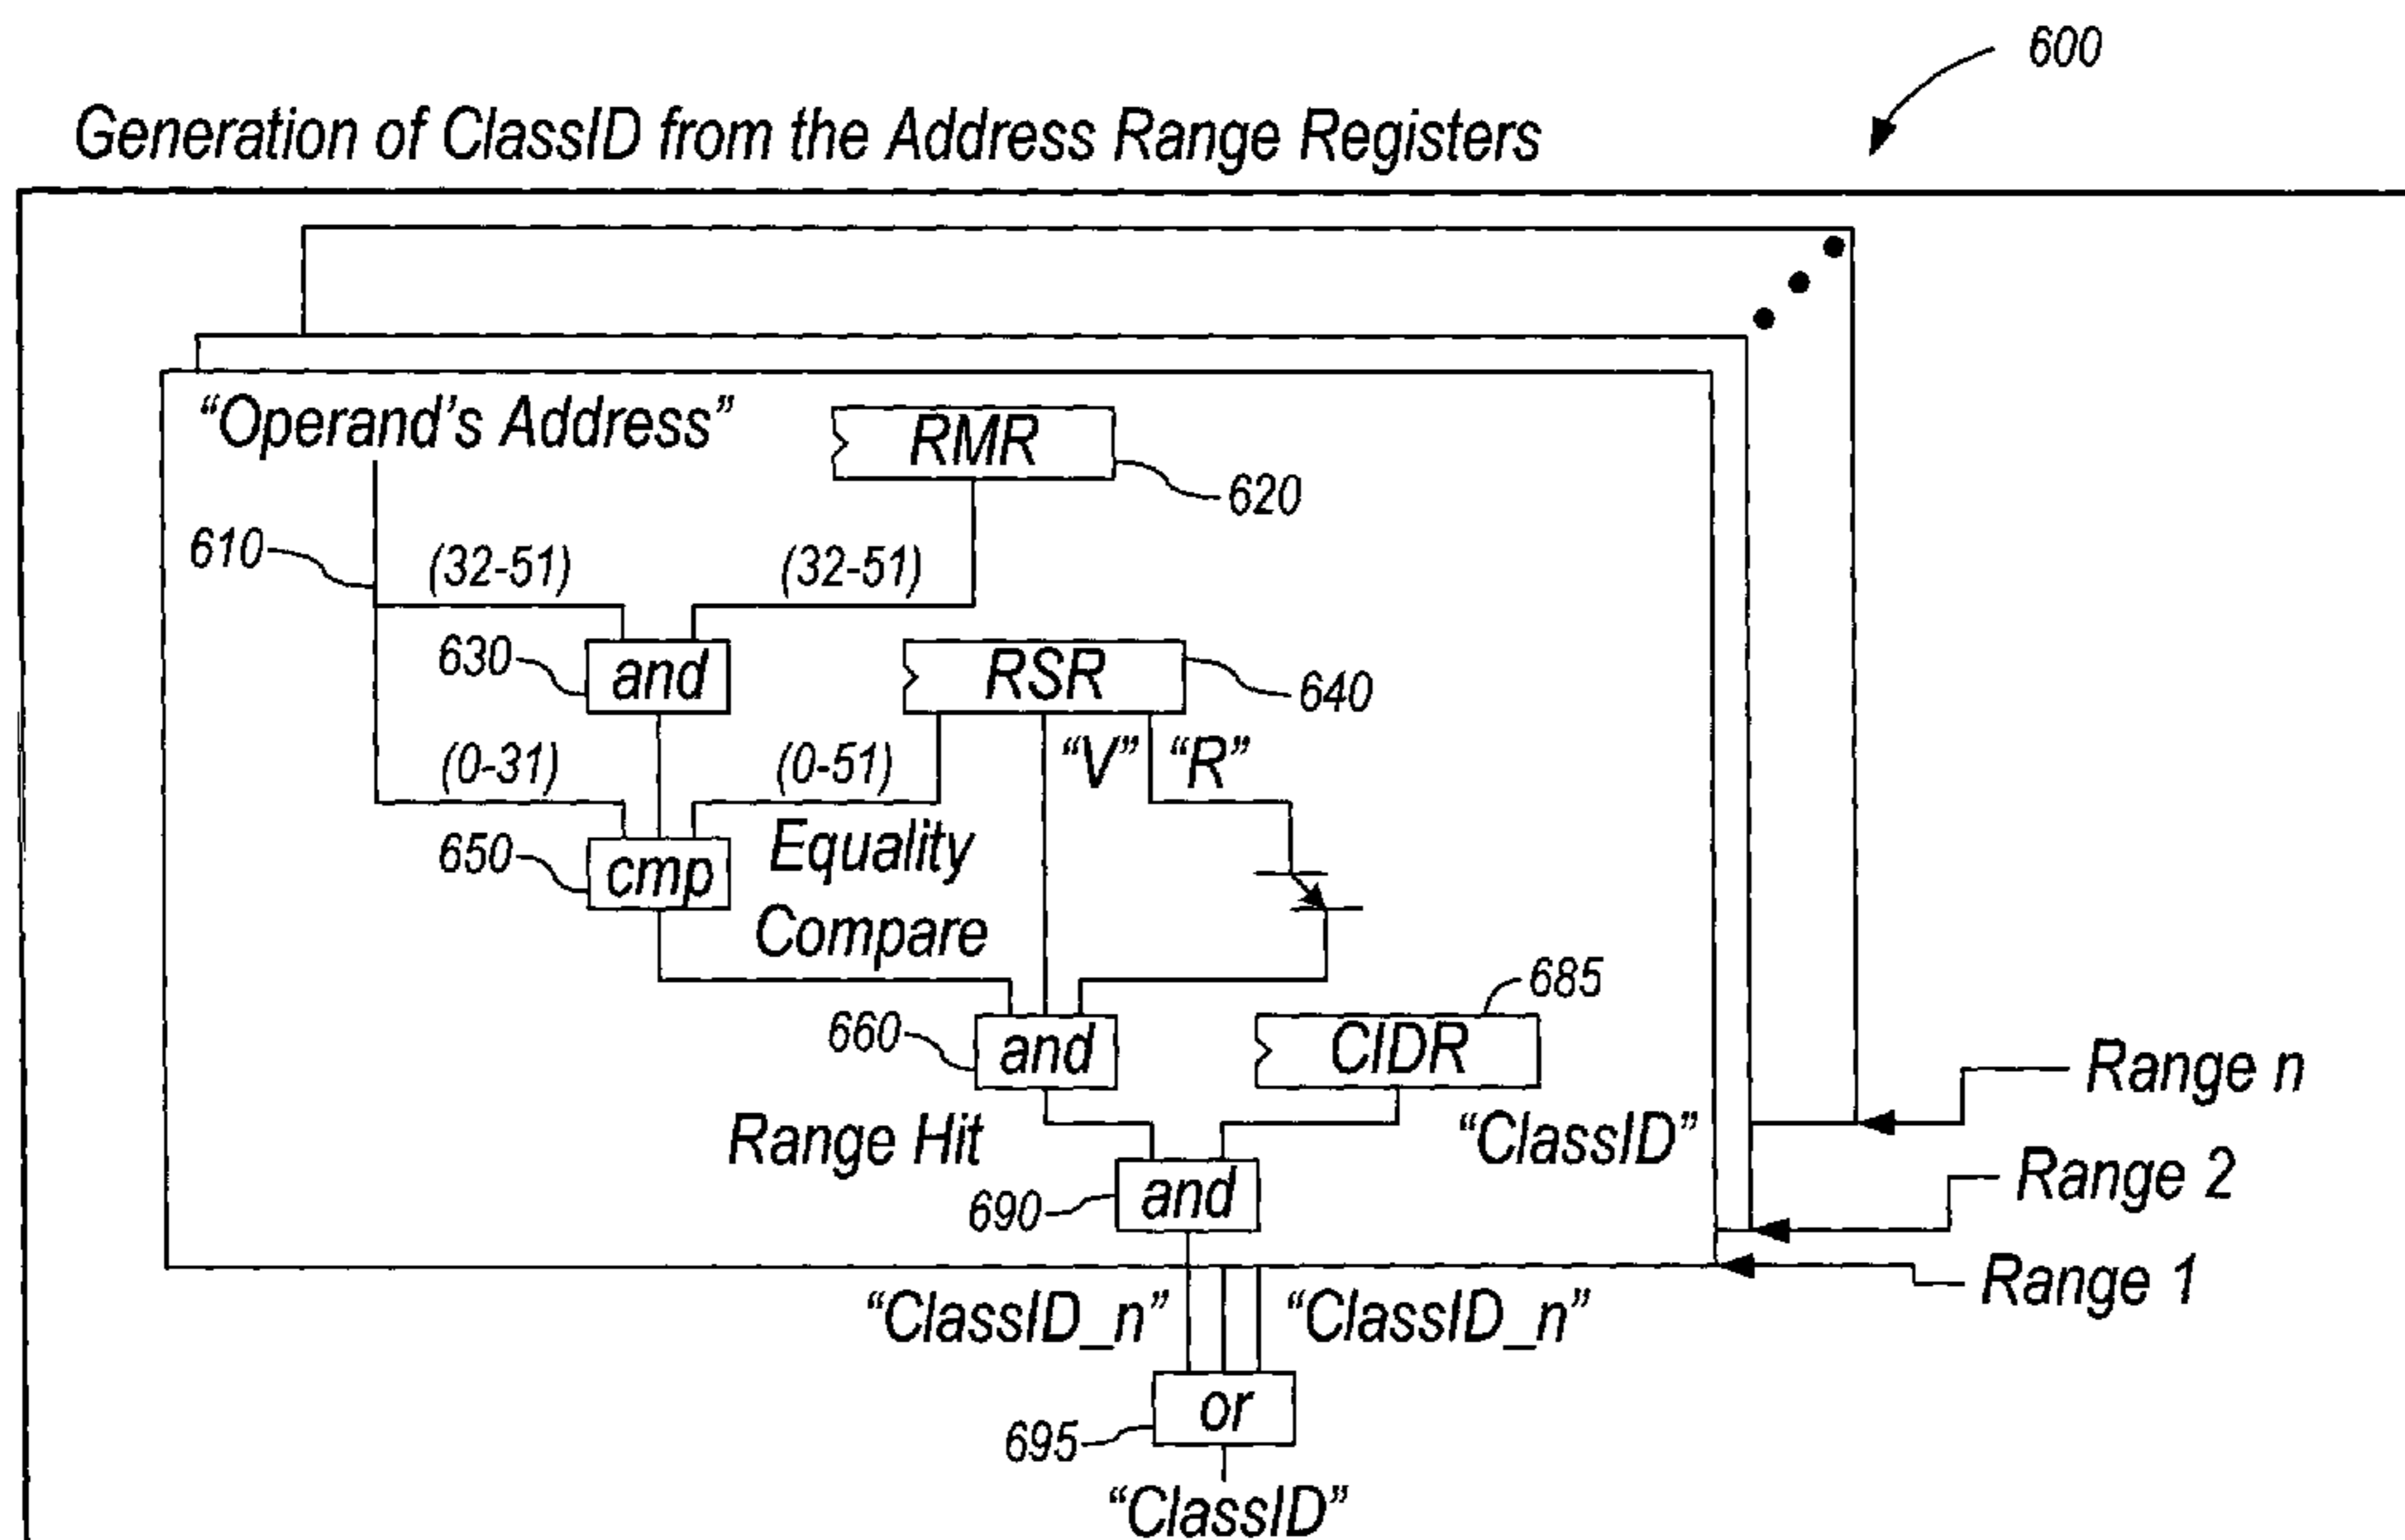 600
Generation of ClassID from the Address Range Registers
“Operand's Address”
RMR
620
610
(32-51)
(32-51)
630
and
RSR
640
(0-31)
(0-51)
“V”
“R”
650
cmp
Equality
Compare
685
660
and
CIDR
Range n
Range Hit
“ClassID”
690
and
Range 2
Range 1
“ClassID_n”
“ClassID_n”
or
695
“ClassID”